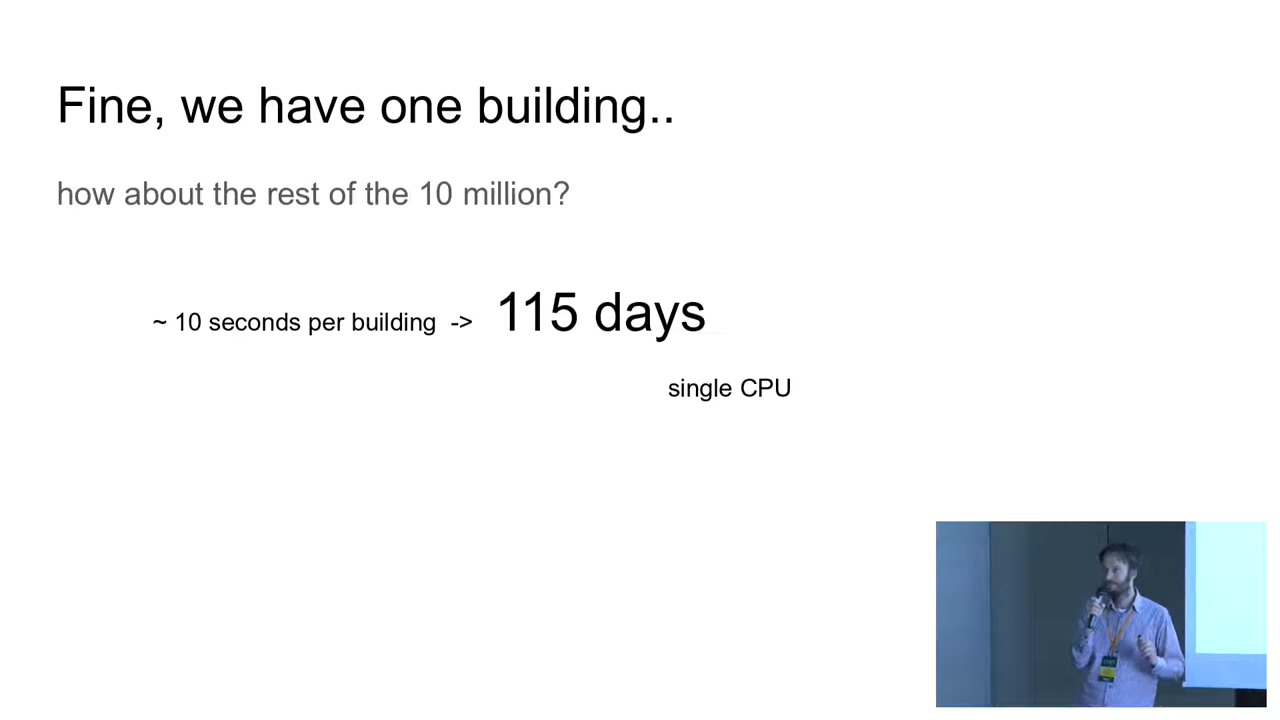 Fine, we have one building..
how about the rest of the 10 million?
~ 10 seconds per building -> 115 days
single CPU